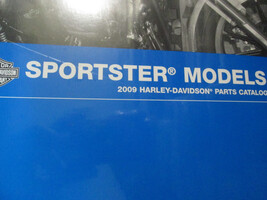 SPORTSTER® MODELS
2009 HARLEY-DAVIDSON® PARTS CATALOG